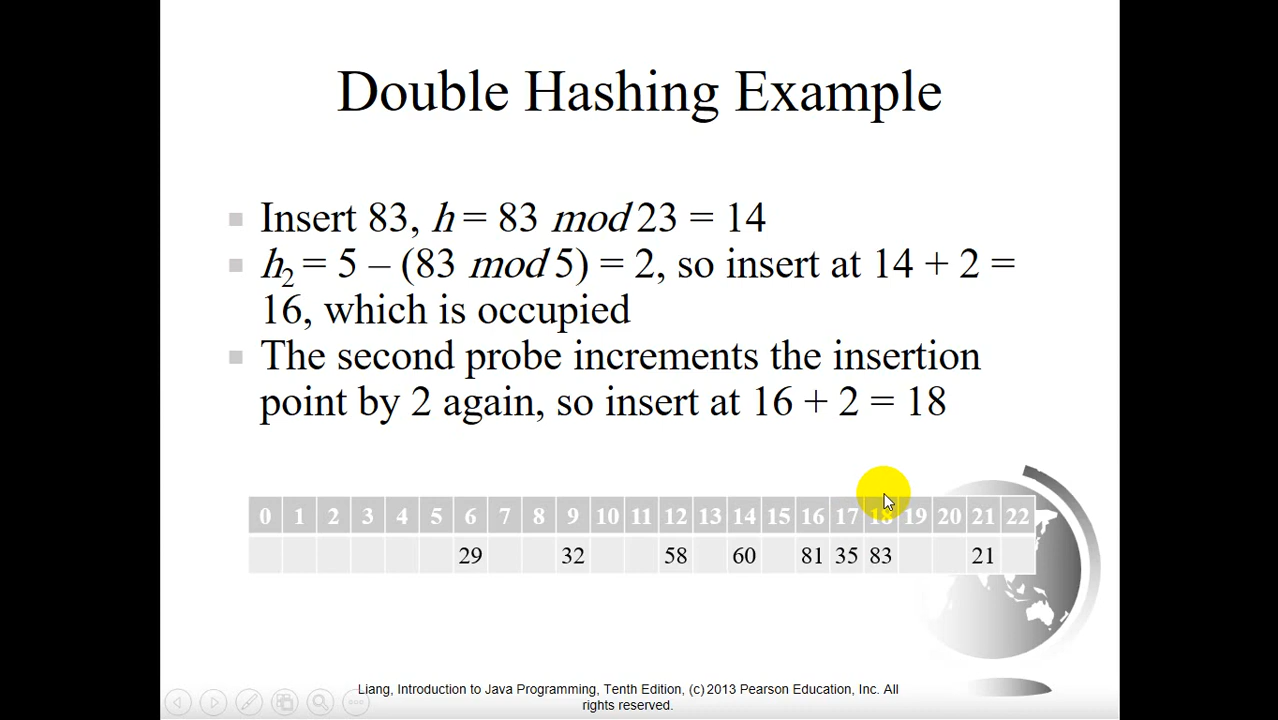 Double Hashing Example
Insert 83, h = 83 mod 23 = 14
h₂ = 5 – (83 mod 5) = 2, so insert at 14 + 2 =
16, which is occupied
The second probe increments the insertion
point by 2 again, so insert at 16 + 2 = 18
0 1 2 3 4 5 6 7 8 9 10 11 12 13 14 15 16 17 18 19 20 21 22
29 32 58 60 81 35 83 21
Liang, Introduction to Java Programming, Tenth Edition, (c) 2013 Pearson Education, Inc. All
rights reserved.